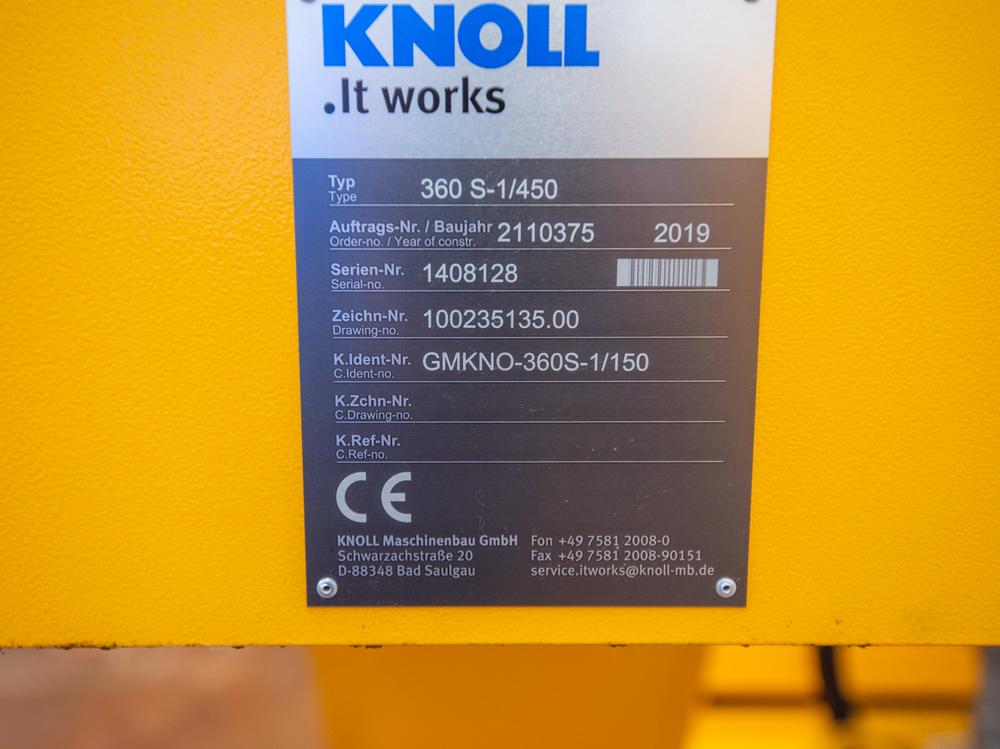 KNOLL
.It works
Typ
Type
360 S-1/450
Auftrags-Nr. / Baujahr
Order-no. / Year of constr.
2110375 2019
Serien-Nr.
Serial-no.
1408128
Zeichn-Nr.
Drawing-no.
100235135.00
K.Ident-Nr.
C.Ident-no.
GMKNO-360S-1/150
K.Zchn-Nr.
C.Drawing-no.
K.Ref-Nr.
C.Ref-no.
CE
KNOLL Maschinenbau GmbH Fon +49 7581 2008-0
Schwarzachstraße 20 Fax +49 7581 2008-90151
D-88348 Bad Saulgau service.itworks@knoll-mb.de